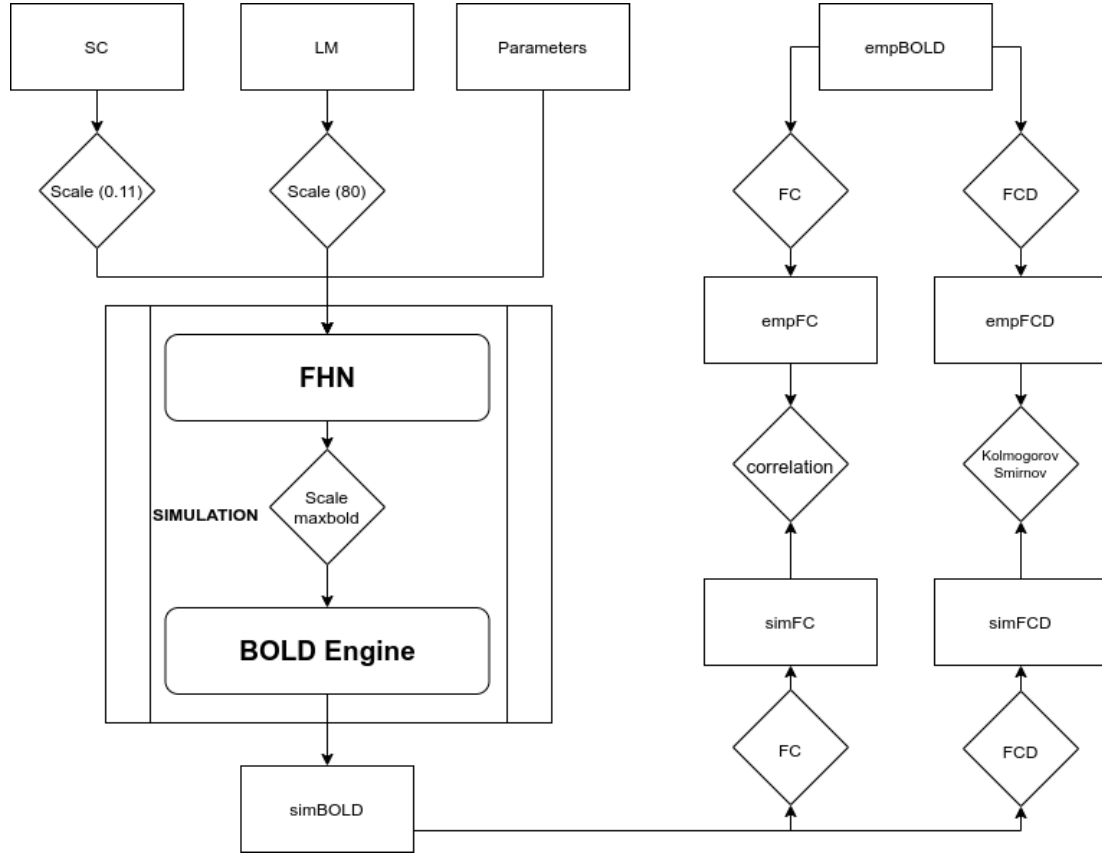 SC
LM
Parameters
empBOLD
Scale (0.11)
Scale (80)
FC
FCD
empFC
empFCD
FHN
correlation
Kolmogorov
Smirnov
Scale
maxbold
SIMULATION
simFC
simFCD
BOLD Engine
FC
FCD
simBOLD